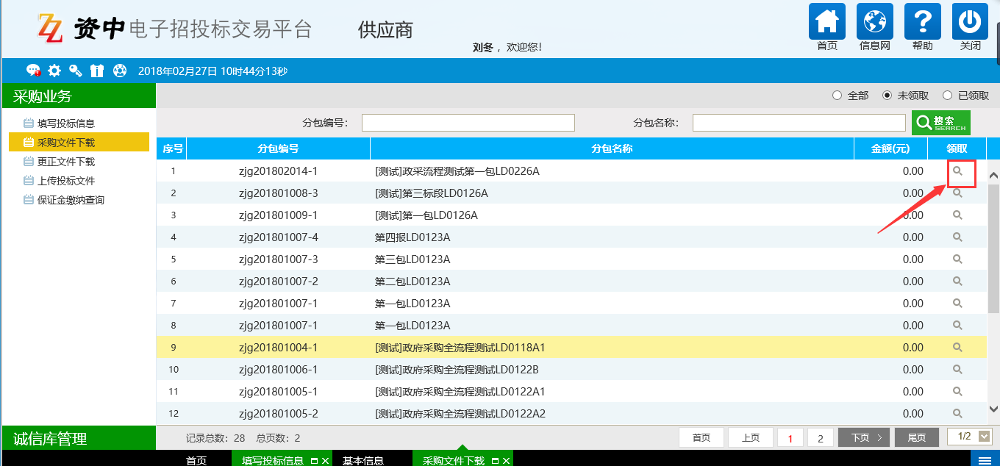 资中电子招投标交易平台 供应商
刘冬，欢迎您！
首页 信息网 帮助 关闭
2018年02月27日 10时44分13秒
采购业务
填写投标信息
采购文件下载
更正文件下载
上传投标文件
保证金缴纳查询
诚信库管理
全部 未领取 已领取
分包编号： 分包名称： 搜索 SEARCH
序号 分包编号 分包名称 金额(元) 领取
1 zjg201802014-1 [测试]政采流程测试第一包LD0226A 0.00
2 zjg201801008-3 [测试]第三标段LD0126A 0.00
3 zjg201801009-1 [测试]第一包LD0126A 0.00
4 zjg201801007-4 第四报LD0123A 0.00
5 zjg201801007-3 第三包LD0123A 0.00
6 zjg201801007-2 第二包LD0123A 0.00
7 zjg201801007-1 第一包LD0123A 0.00
8 zjg201801007-1 第一包LD0123A 0.00
9 zjg201801004-1 [测试]政府采购全流程测试LD0118A1 0.00
10 zjg201801006-1 [测试]政府采购全流程测试LD0122B 0.00
11 zjg201801005-1 [测试]政府采购全流程测试LD0122A1 0.00
12 zjg201801005-2 [测试]政府采购全流程测试LD0122A2 0.00
记录总数：28 总页数：2 首页 上页 1 2 下页 尾页 1/2
首页 填写投标信息 基本信息 采购文件下载